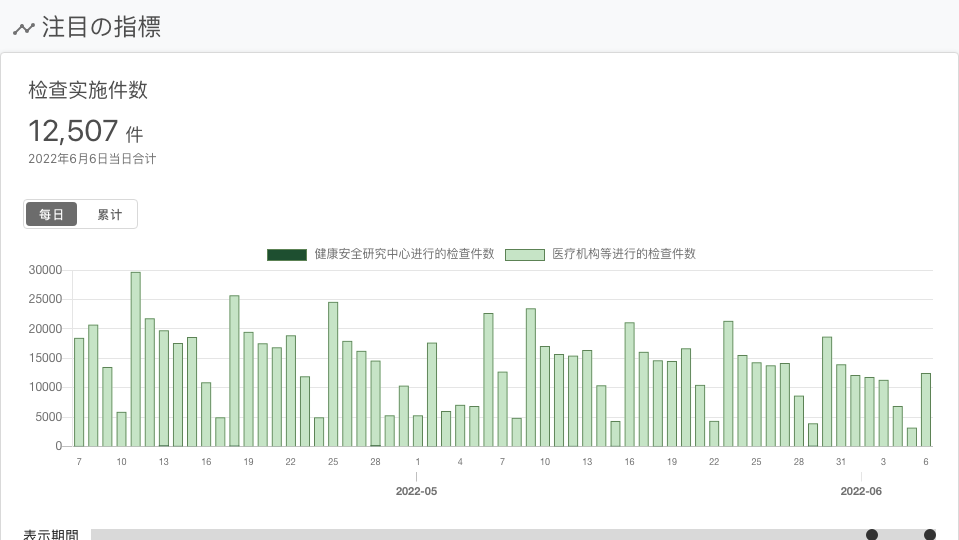 注目の指標
检查实施件数
12,507 件
2022年6月6日当日合计
每日 累计
健康安全研究中心进行的检查件数 医疗机构等进行的检查件数
30000
25000
20000
15000
10000
5000
0
7 10 13 16 19 22 25 28 1 4 7 10 13 16 19 22 25 28 31 3 6
2022-05 2022-06
表示期間